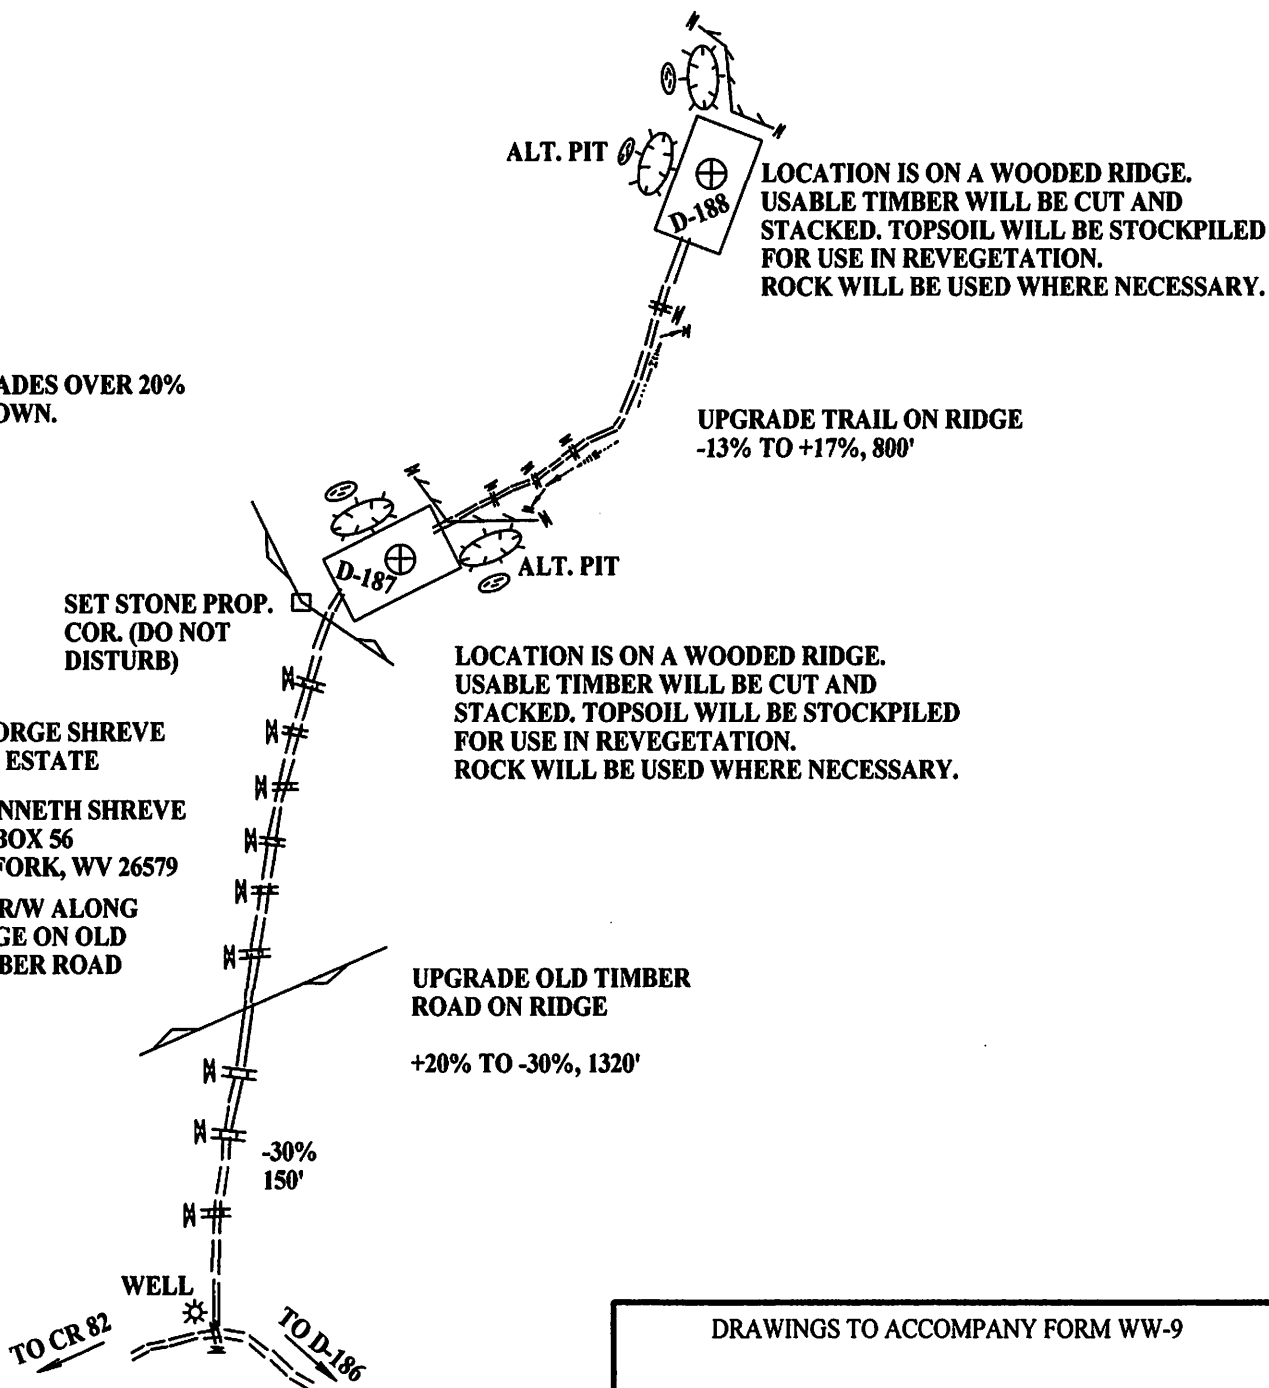 ALT. PIT
D-188
LOCATION IS ON A WOODED RIDGE.
USABLE TIMBER WILL BE CUT AND
STACKED. TOPSOIL WILL BE STOCKPILED
FOR USE IN REVEGETATION.
ROCK WILL BE USED WHERE NECESSARY.
ADES OVER 20%
OWN.
UPGRADE TRAIL ON RIDGE
-13% TO +17%, 800'
D-187
ALT. PIT
SET STONE PROP.
COR. (DO NOT
DISTURB)
LOCATION IS ON A WOODED RIDGE.
USABLE TIMBER WILL BE CUT AND
STACKED. TOPSOIL WILL BE STOCKPILED
FOR USE IN REVEGETATION.
ROCK WILL BE USED WHERE NECESSARY.
ORGE SHREVE
ESTATE
NNETH SHREVE
BOX 56
FORK, WV 26579
R/W ALONG
GE ON OLD
BER ROAD
UPGRADE OLD TIMBER
ROAD ON RIDGE
+20% TO -30%, 1320'
-30%
150'
WELL
TO CR 82
TO D-186
DRAWINGS TO ACCOMPANY FORM WW-9